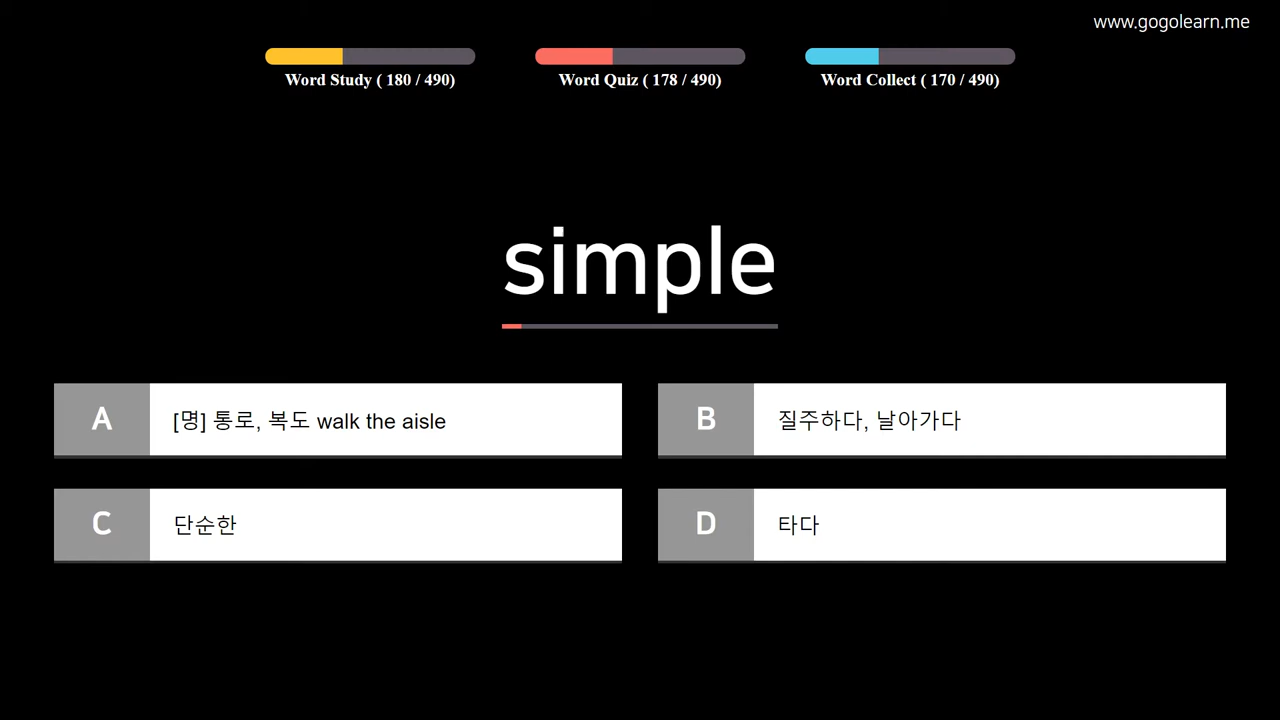 www.gogolearn.me
Word Study ( 180 / 490)
Word Quiz ( 178 / 490)
Word Collect ( 170 / 490)
simple
A
[명] 통로, 복도 walk the aisle
B
질주하다, 날아가다
C
단순한
D
타다